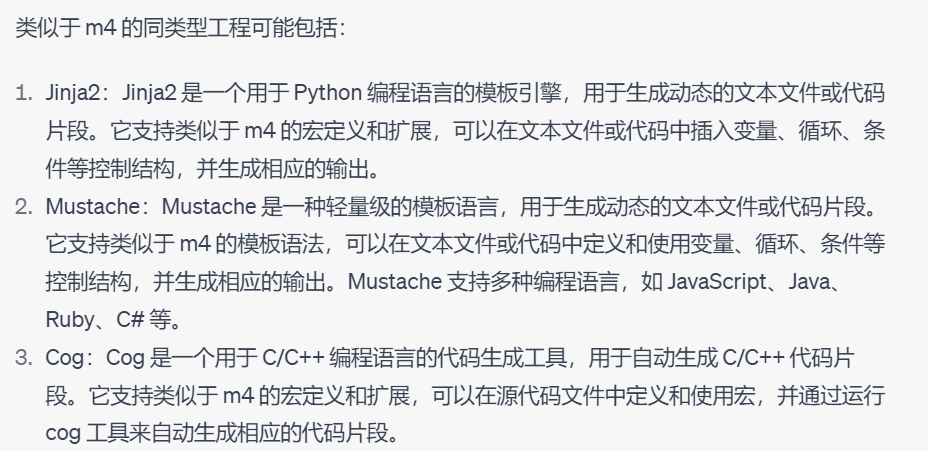 类似于 m4 的同类型工程可能包括：
1. Jinja2：Jinja2 是一个用于 Python 编程语言的模板引擎，用于生成动态的文本文件或代码
片段。它支持类似于 m4 的宏定义和扩展，可以在文本文件或代码中插入变量、循环、条
件等控制结构，并生成相应的输出。
2. Mustache：Mustache 是一种轻量级的模板语言，用于生成动态的文本文件或代码片段。
它支持类似于 m4 的模板语法，可以在文本文件或代码中定义和使用变量、循环、条件等
控制结构，并生成相应的输出。Mustache 支持多种编程语言，如 JavaScript、Java、
Ruby、C# 等。
3. Cog：Cog 是一个用于 C/C++ 编程语言的代码生成工具，用于自动生成 C/C++ 代码片
段。它支持类似于 m4 的宏定义和扩展，可以在源代码文件中定义和使用宏，并通过运行
cog 工具来自动生成相应的代码片段。